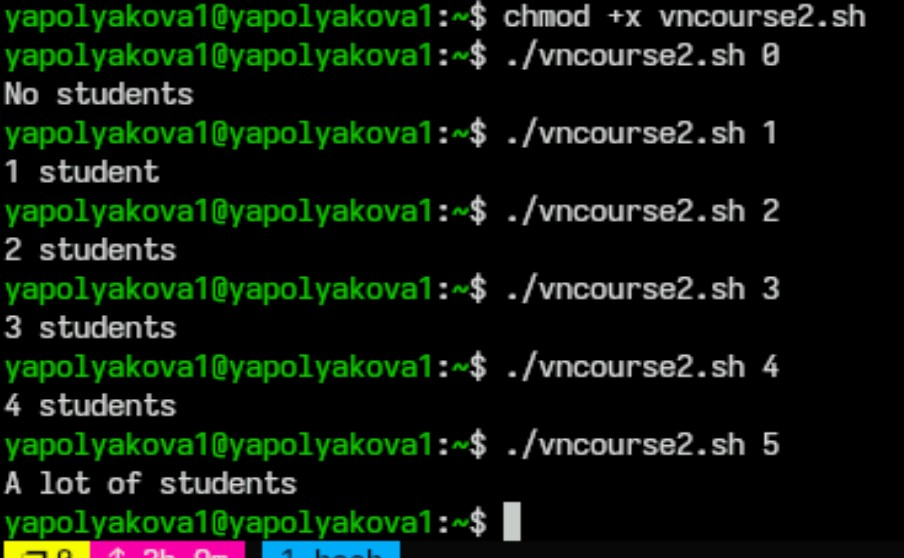 yapolyakova1@yapolyakova1:~$ chmod +x vncourse2.sh
yapolyakova1@yapolyakova1:~$ ./vncourse2.sh 0
No students
yapolyakova1@yapolyakova1:~$ ./vncourse2.sh 1
1 student
yapolyakova1@yapolyakova1:~$ ./vncourse2.sh 2
2 students
yapolyakova1@yapolyakova1:~$ ./vncourse2.sh 3
3 students
yapolyakova1@yapolyakova1:~$ ./vncourse2.sh 4
4 students
yapolyakova1@yapolyakova1:~$ ./vncourse2.sh 5
A lot of students
yapolyakova1@yapolyakova1:~$
1 bash